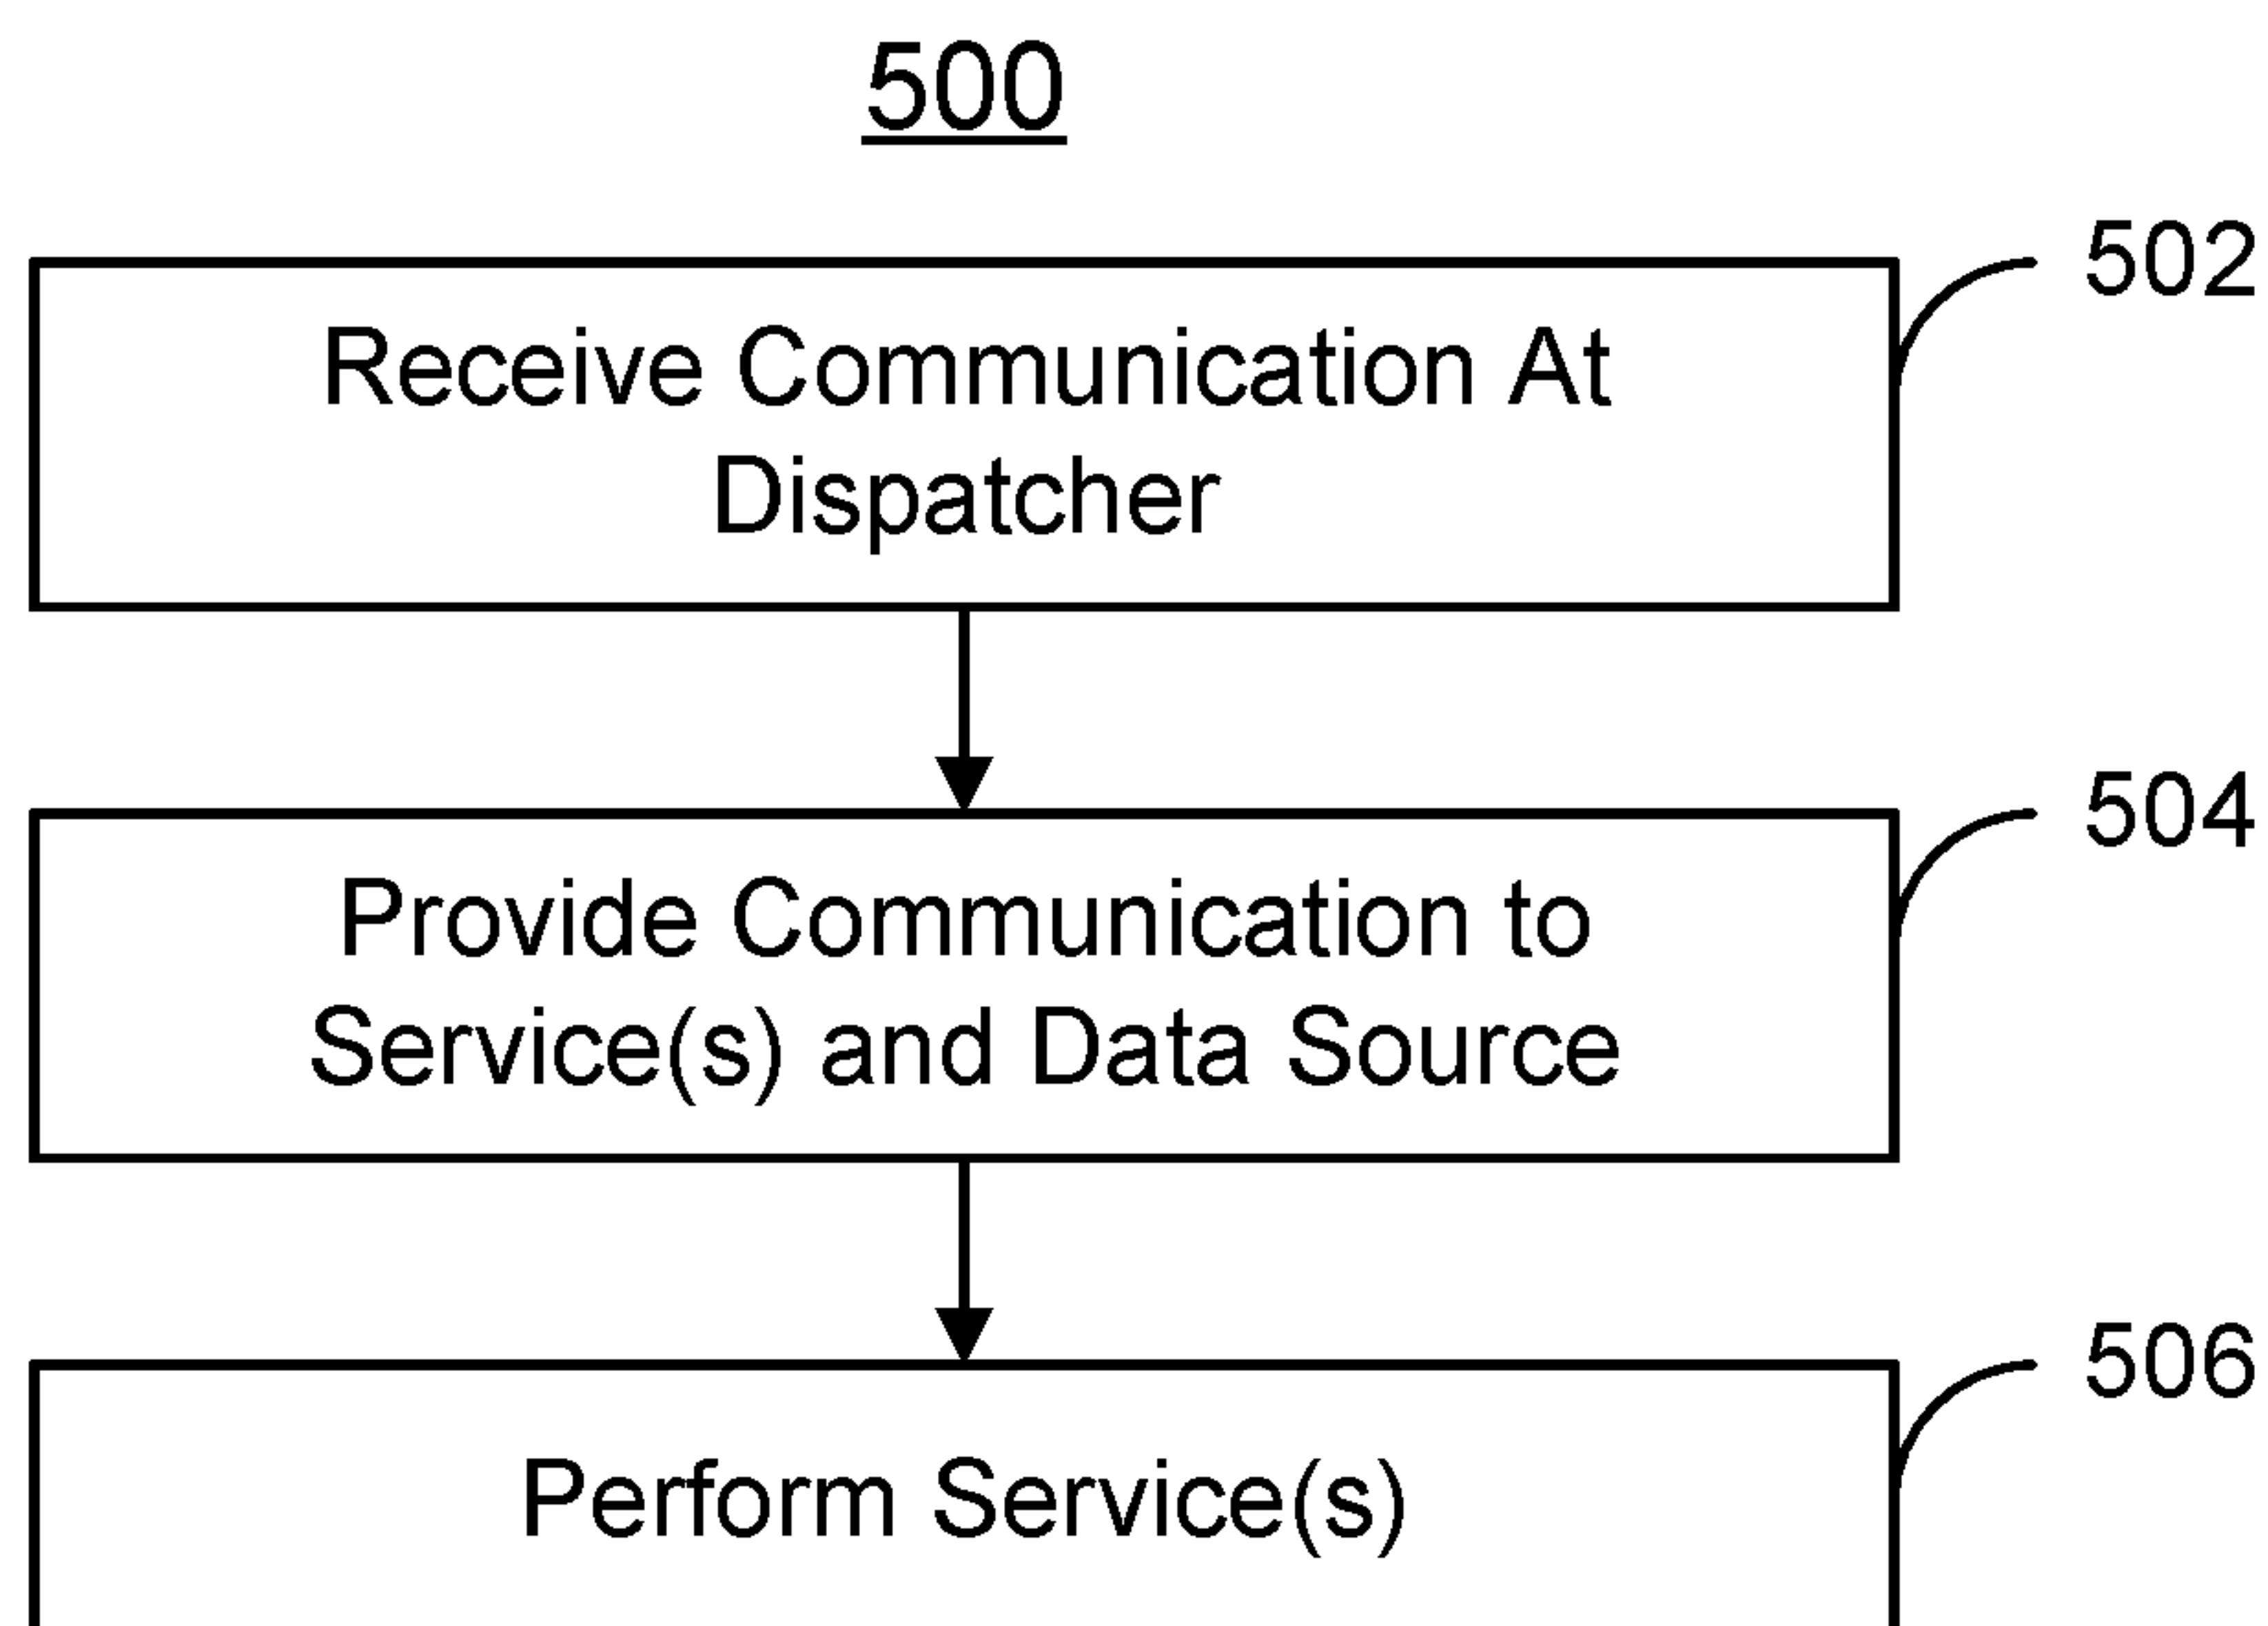 500
502
Receive Communication At
Dispatcher
504
Provide Communication to
Service(s) and Data Source
506
Perform Service(s)